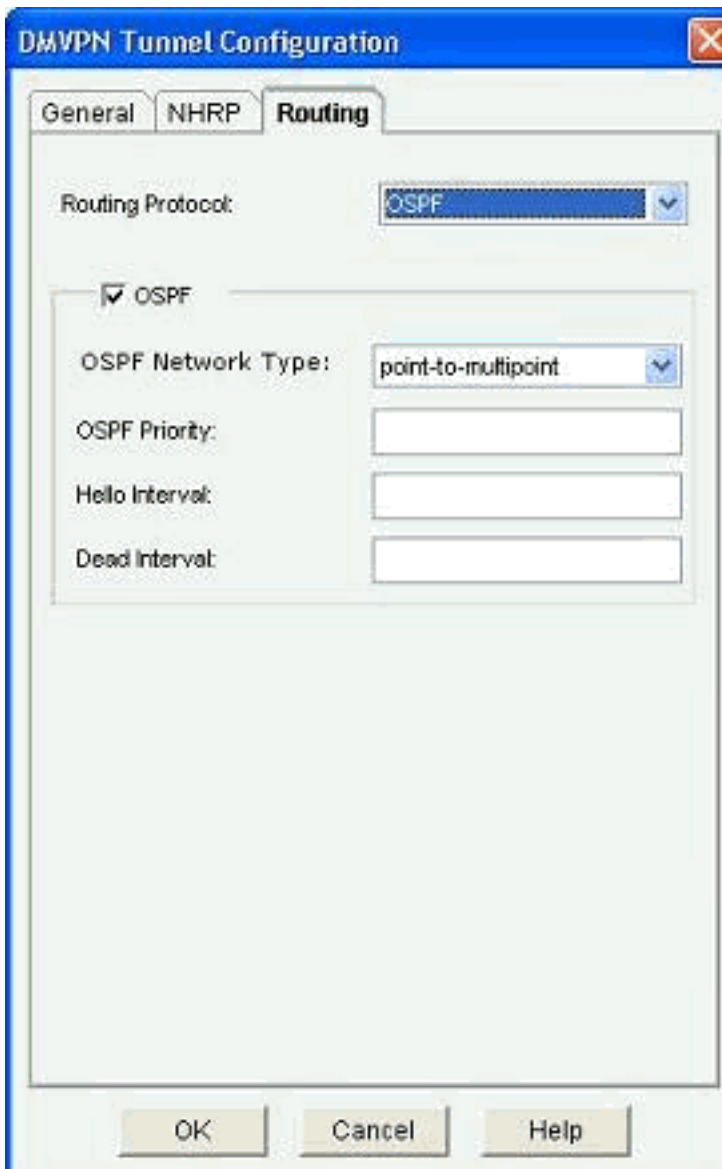 DMVPN Tunnel Configuration
General NHRP Routing
Routing Protocol: OSPF
OSPF
OSPF Network Type: point-to-multipoint
OSPF Priority:
Hello Interval:
Dead Interval:
OK Cancel Help